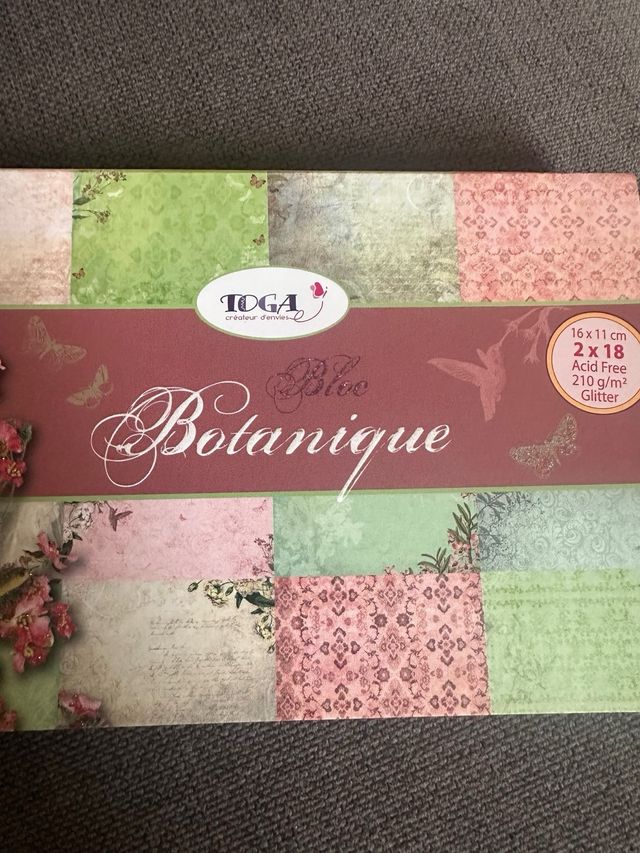 TOGA
créateur d'envies
16 x 11 cm
2 x 18
Acid Free
210 g/m²
Glitter
Bloc
Botanique